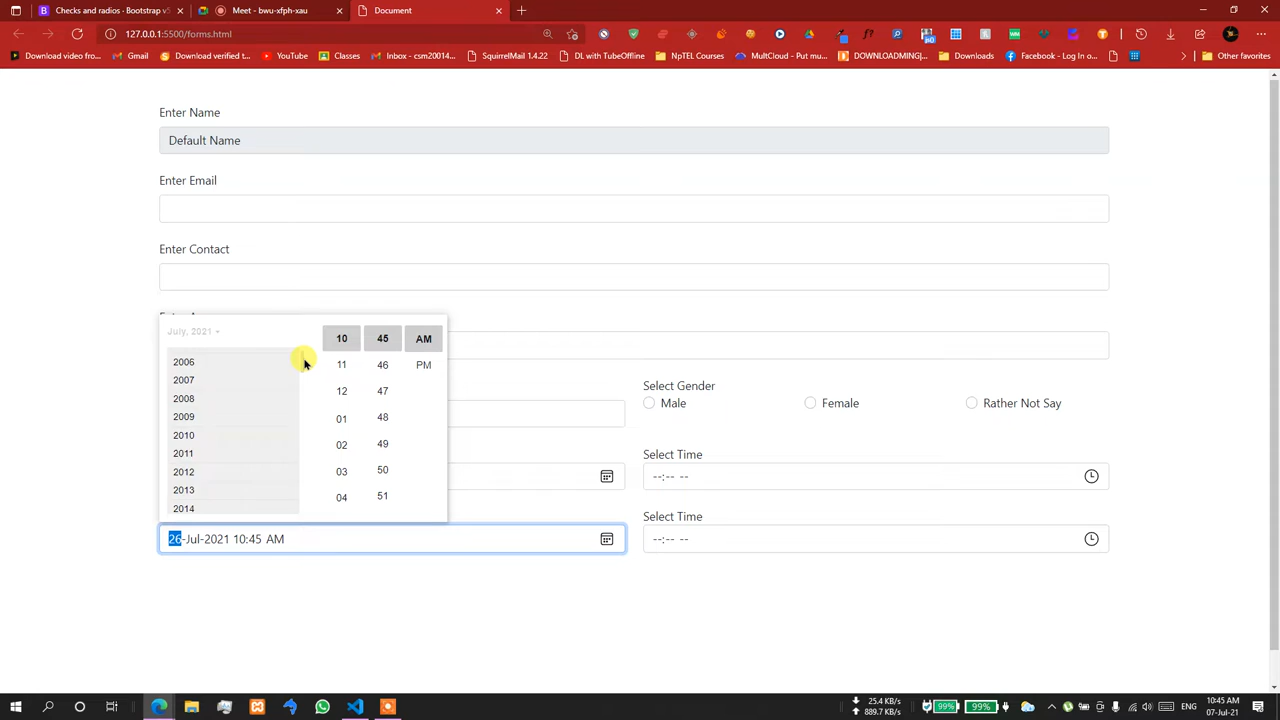 Checks and radios · Bootstrap v5
Meet - bwu-xfph-xau
Document
127.0.0.1:5500/forms.html
Download video fro...
Gmail
Download verified t...
YouTube
Classes
Inbox - csm20014...
SquirrelMail 1.4.22
DL with TubeOffline
NpTEL Courses
MultCloud - Put mu...
DOWNLOADMING|...
Downloads
Facebook - Log In o...
Other favorites
Enter Name
Default Name
Enter Email
Enter Contact
July, 2021
2006
2007
2008
2009
2010
2011
2012
2013
2014
10 45 AM
11 46 PM
12 47
01 48
02 49
03 50
04 51
Select Gender
Male
Female
Rather Not Say
Select Time
--:-- --
Select Time
26-Jul-2021 10:45 AM
--:-- --
25.4 KB/s
889.7 KB/s
99%
99%
ENG
10:45 AM
07-Jul-21